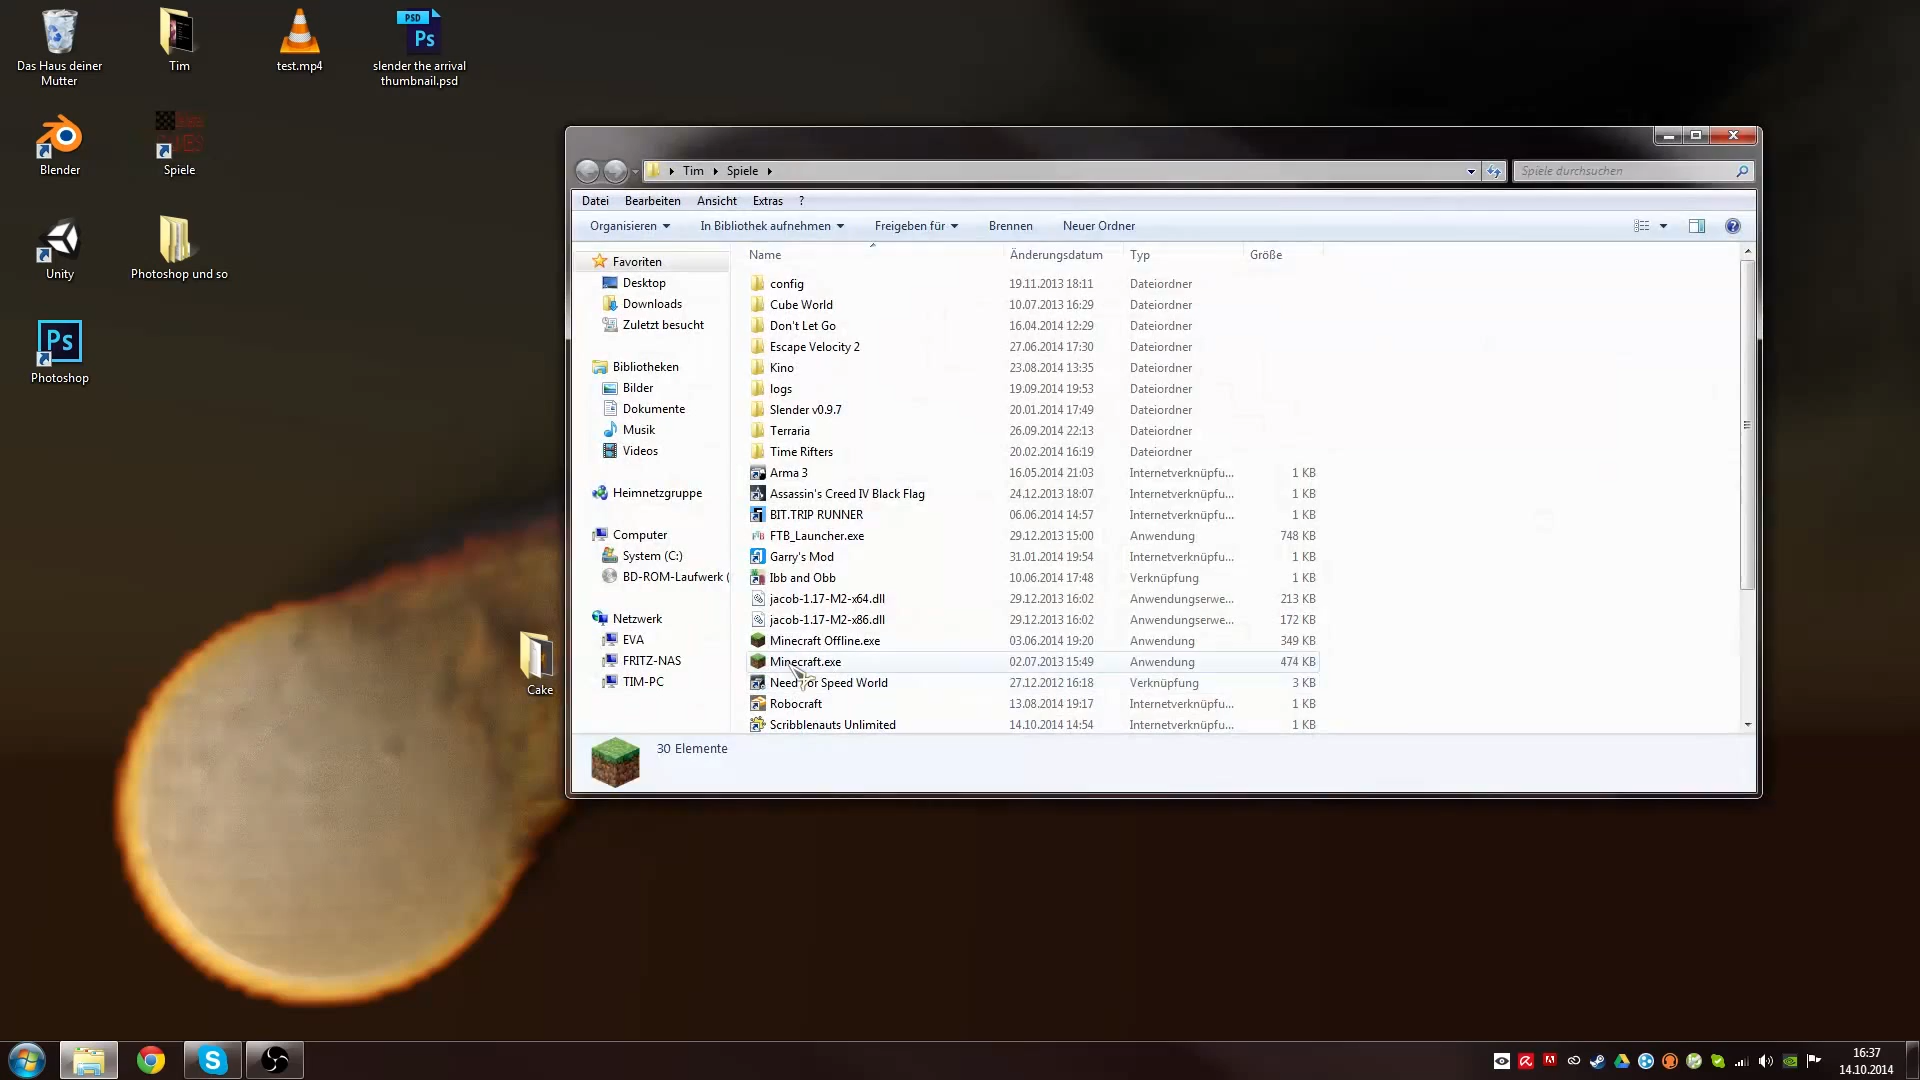 Das Haus deiner
Mutter
Tim
test.mp4
PSD
Ps
slender the arrival
thumbnail.psd
Blender
Spiele
Unity
Photoshop und so
Ps
Photoshop
Cake
Tim
Spiele
Spiele durchsuchen
Datei Bearbeiten Ansicht Extras ?
Organisieren In Bibliothek aufnehmen Freigeben für Brennen Neuer Ordner
Favoriten
Desktop
Downloads
Zuletzt besucht
Bibliotheken
Bilder
Dokumente
Musik
Videos
Heimnetzgruppe
Computer
System (C:)
BD-ROM-Laufwerk (
Netzwerk
EVA
FRITZ-NAS
TIM-PC
Name Änderungsdatum Typ Größe
config 19.11.2013 18:11 Dateiordner
Cube World 10.07.2013 16:29 Dateiordner
Don't Let Go 16.04.2014 12:29 Dateiordner
Escape Velocity 2 27.06.2014 17:30 Dateiordner
Kino 23.08.2014 13:35 Dateiordner
logs 19.09.2014 19:53 Dateiordner
Slender v0.9.7 20.01.2014 17:49 Dateiordner
Terraria 26.09.2014 22:13 Dateiordner
Time Rifters 20.02.2014 16:19 Dateiordner
Arma 3 16.05.2014 21:03 Internetverknüpfu... 1 KB
Assassin's Creed IV Black Flag 24.12.2013 18:07 Internetverknüpfu... 1 KB
BIT.TRIP RUNNER 06.06.2014 14:57 Internetverknüpfu... 1 KB
FTB_Launcher.exe 29.12.2013 15:00 Anwendung 748 KB
Garry's Mod 31.01.2014 19:54 Internetverknüpfu... 1 KB
Ibb and Obb 10.06.2014 17:48 Verknüpfung 1 KB
jacob-1.17-M2-x64.dll 29.12.2013 16:02 Anwendungserwe... 213 KB
jacob-1.17-M2-x86.dll 29.12.2013 16:02 Anwendungserwe... 172 KB
Minecraft Offline.exe 03.06.2014 19:20 Anwendung 349 KB
Minecraft.exe 02.07.2013 15:49 Anwendung 474 KB
Need for Speed World 27.12.2012 16:18 Verknüpfung 3 KB
Robocraft 13.08.2014 19:17 Internetverknüpfu... 1 KB
Scribblenauts Unlimited 14.10.2014 14:54 Internetverknüpfu... 1 KB
30 Elemente
16:37
14.10.2014